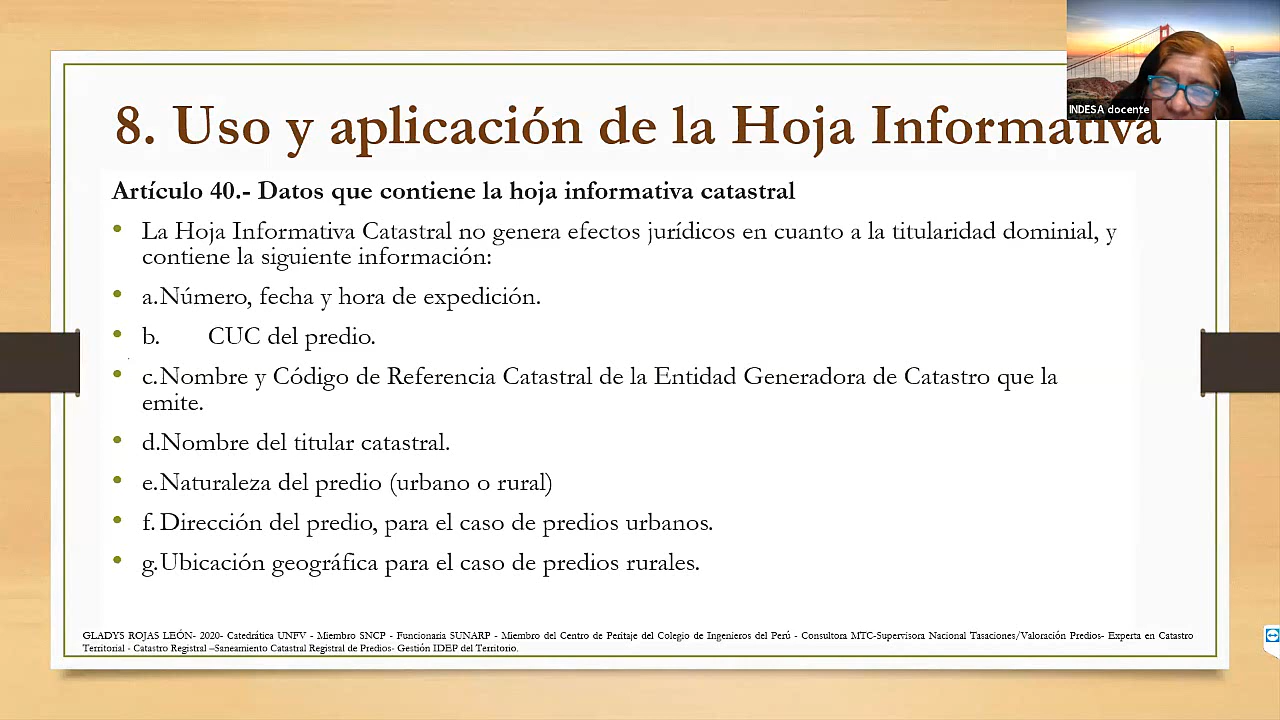 8. Uso y aplicación de la Hoja Informativa
INDESA docente
Artículo 40.- Datos que contiene la hoja informativa catastral
• La Hoja Informativa Catastral no genera efectos jurídicos en cuanto a la titularidad dominial, y
contiene la siguiente información:
• a.Número, fecha y hora de expedición.
• b. CUC del predio.
• c.Nombre y Código de Referencia Catastral de la Entidad Generadora de Catastro que la
emite.
• d.Nombre del titular catastral.
• e.Naturaleza del predio (urbano o rural)
• f. Dirección del predio, para el caso de predios urbanos.
• g.Ubicación geográfica para el caso de predios rurales.
GLADYS ROJAS LEÓN- 2020- Catedrática UNFV - Miembro SNCP - Funcionaria SUNARP - Miembro del Centro de Peritaje del Colegio de Ingenieros del Perú - Consultora MTC-Supervisora Nacional Tasaciones/Valoración Predios- Experta en Catastro
Territorial - Catastro Registral –Saneamiento Catastral Registral de Predios- Gestión IDEP del Territorio.